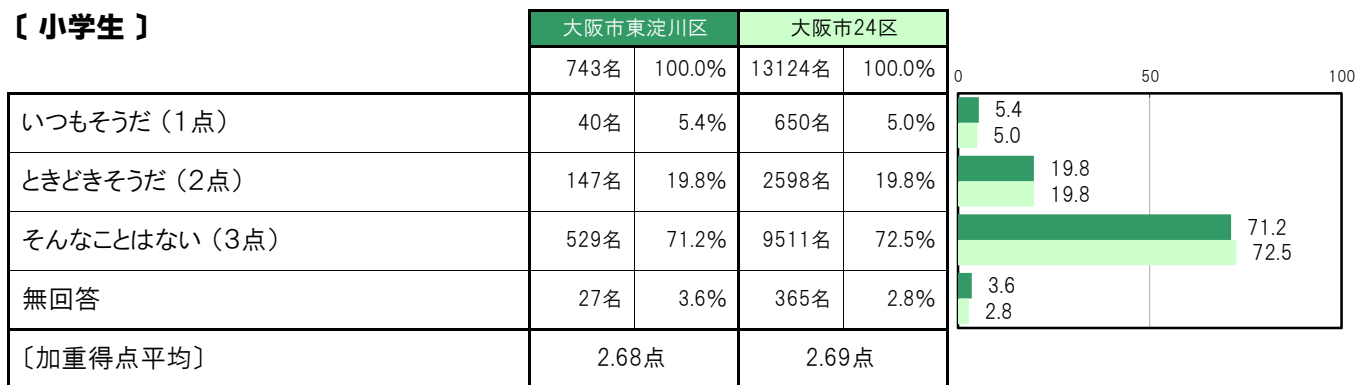 〔 小学生 〕
大阪市東淀川区 大阪市24区
743名 100.0% 13124名 100.0%
0 50 100
いつもそうだ（１点） 40名 5.4% 650名 5.0%
5.4
5.0
ときどきそうだ（２点） 147名 19.8% 2598名 19.8%
19.8
19.8
そんなことはない（３点） 529名 71.2% 9511名 72.5%
71.2
72.5
無回答 27名 3.6% 365名 2.8%
3.6
2.8
〔加重得点平均〕 2.68点 2.69点